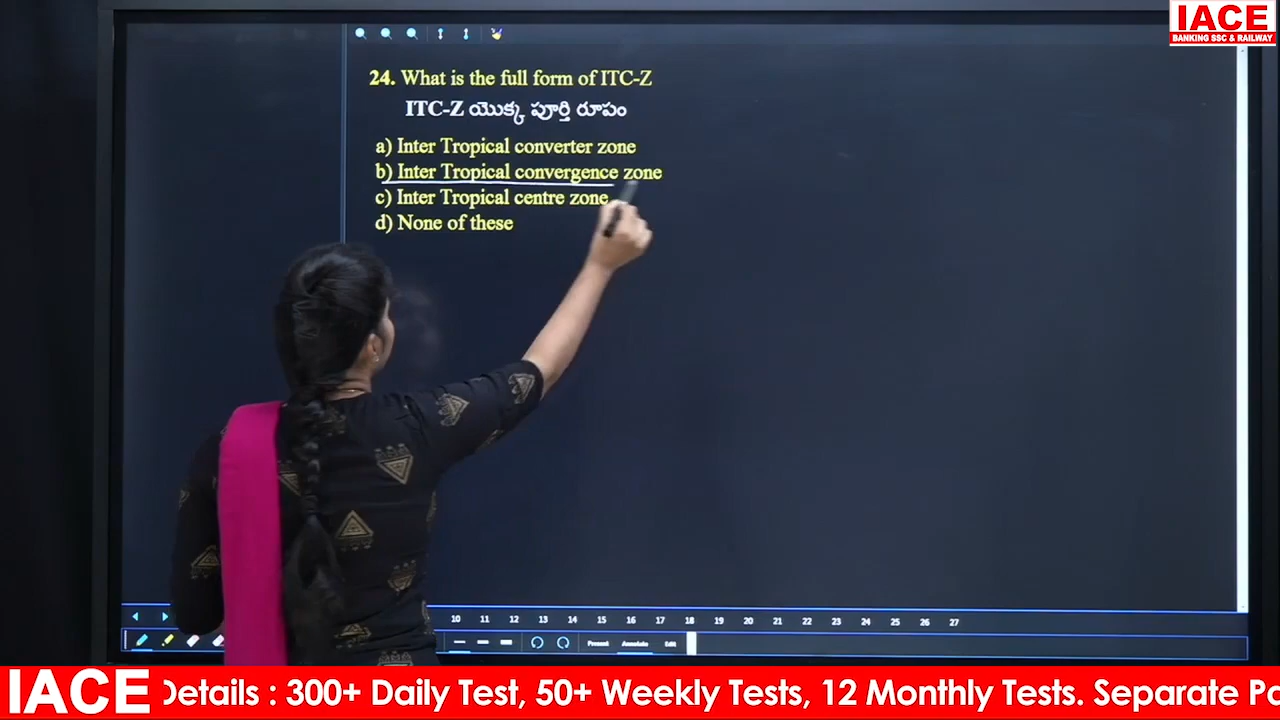 IACE
BANKING SSC & RAILWAY
24. What is the full form of ITC-Z
ITC-Z యొక్క పూర్తి రూపం
a) Inter Tropical converter zone
b) Inter Tropical convergence zone
c) Inter Tropical centre zone
d) None of these
10 11 12 13 14 15 16 17 18 19 20 21 22 23 24 25 26 27
Present Annotate Edit
IACE Details : 300+ Daily Test, 50+ Weekly Tests, 12 Monthly Tests. Separate